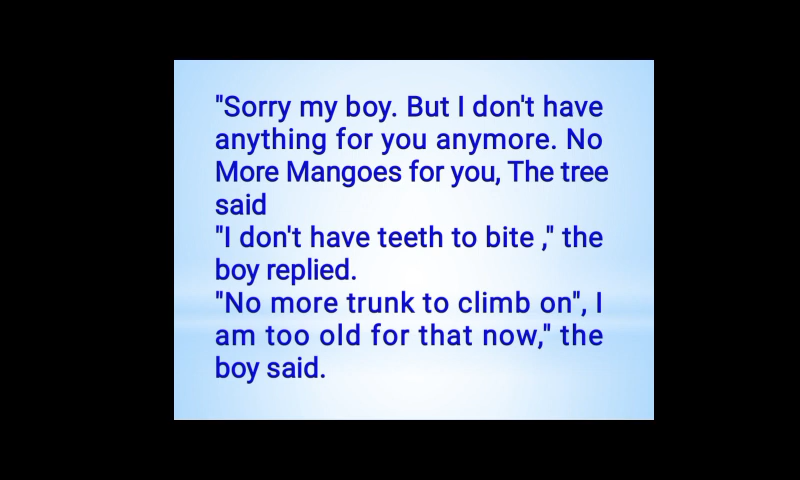 "Sorry my boy. But I don't have
anything for you anymore. No
More Mangoes for you, The tree
said
"I don't have teeth to bite ," the
boy replied.
"No more trunk to climb on", I
am too old for that now," the
boy said.